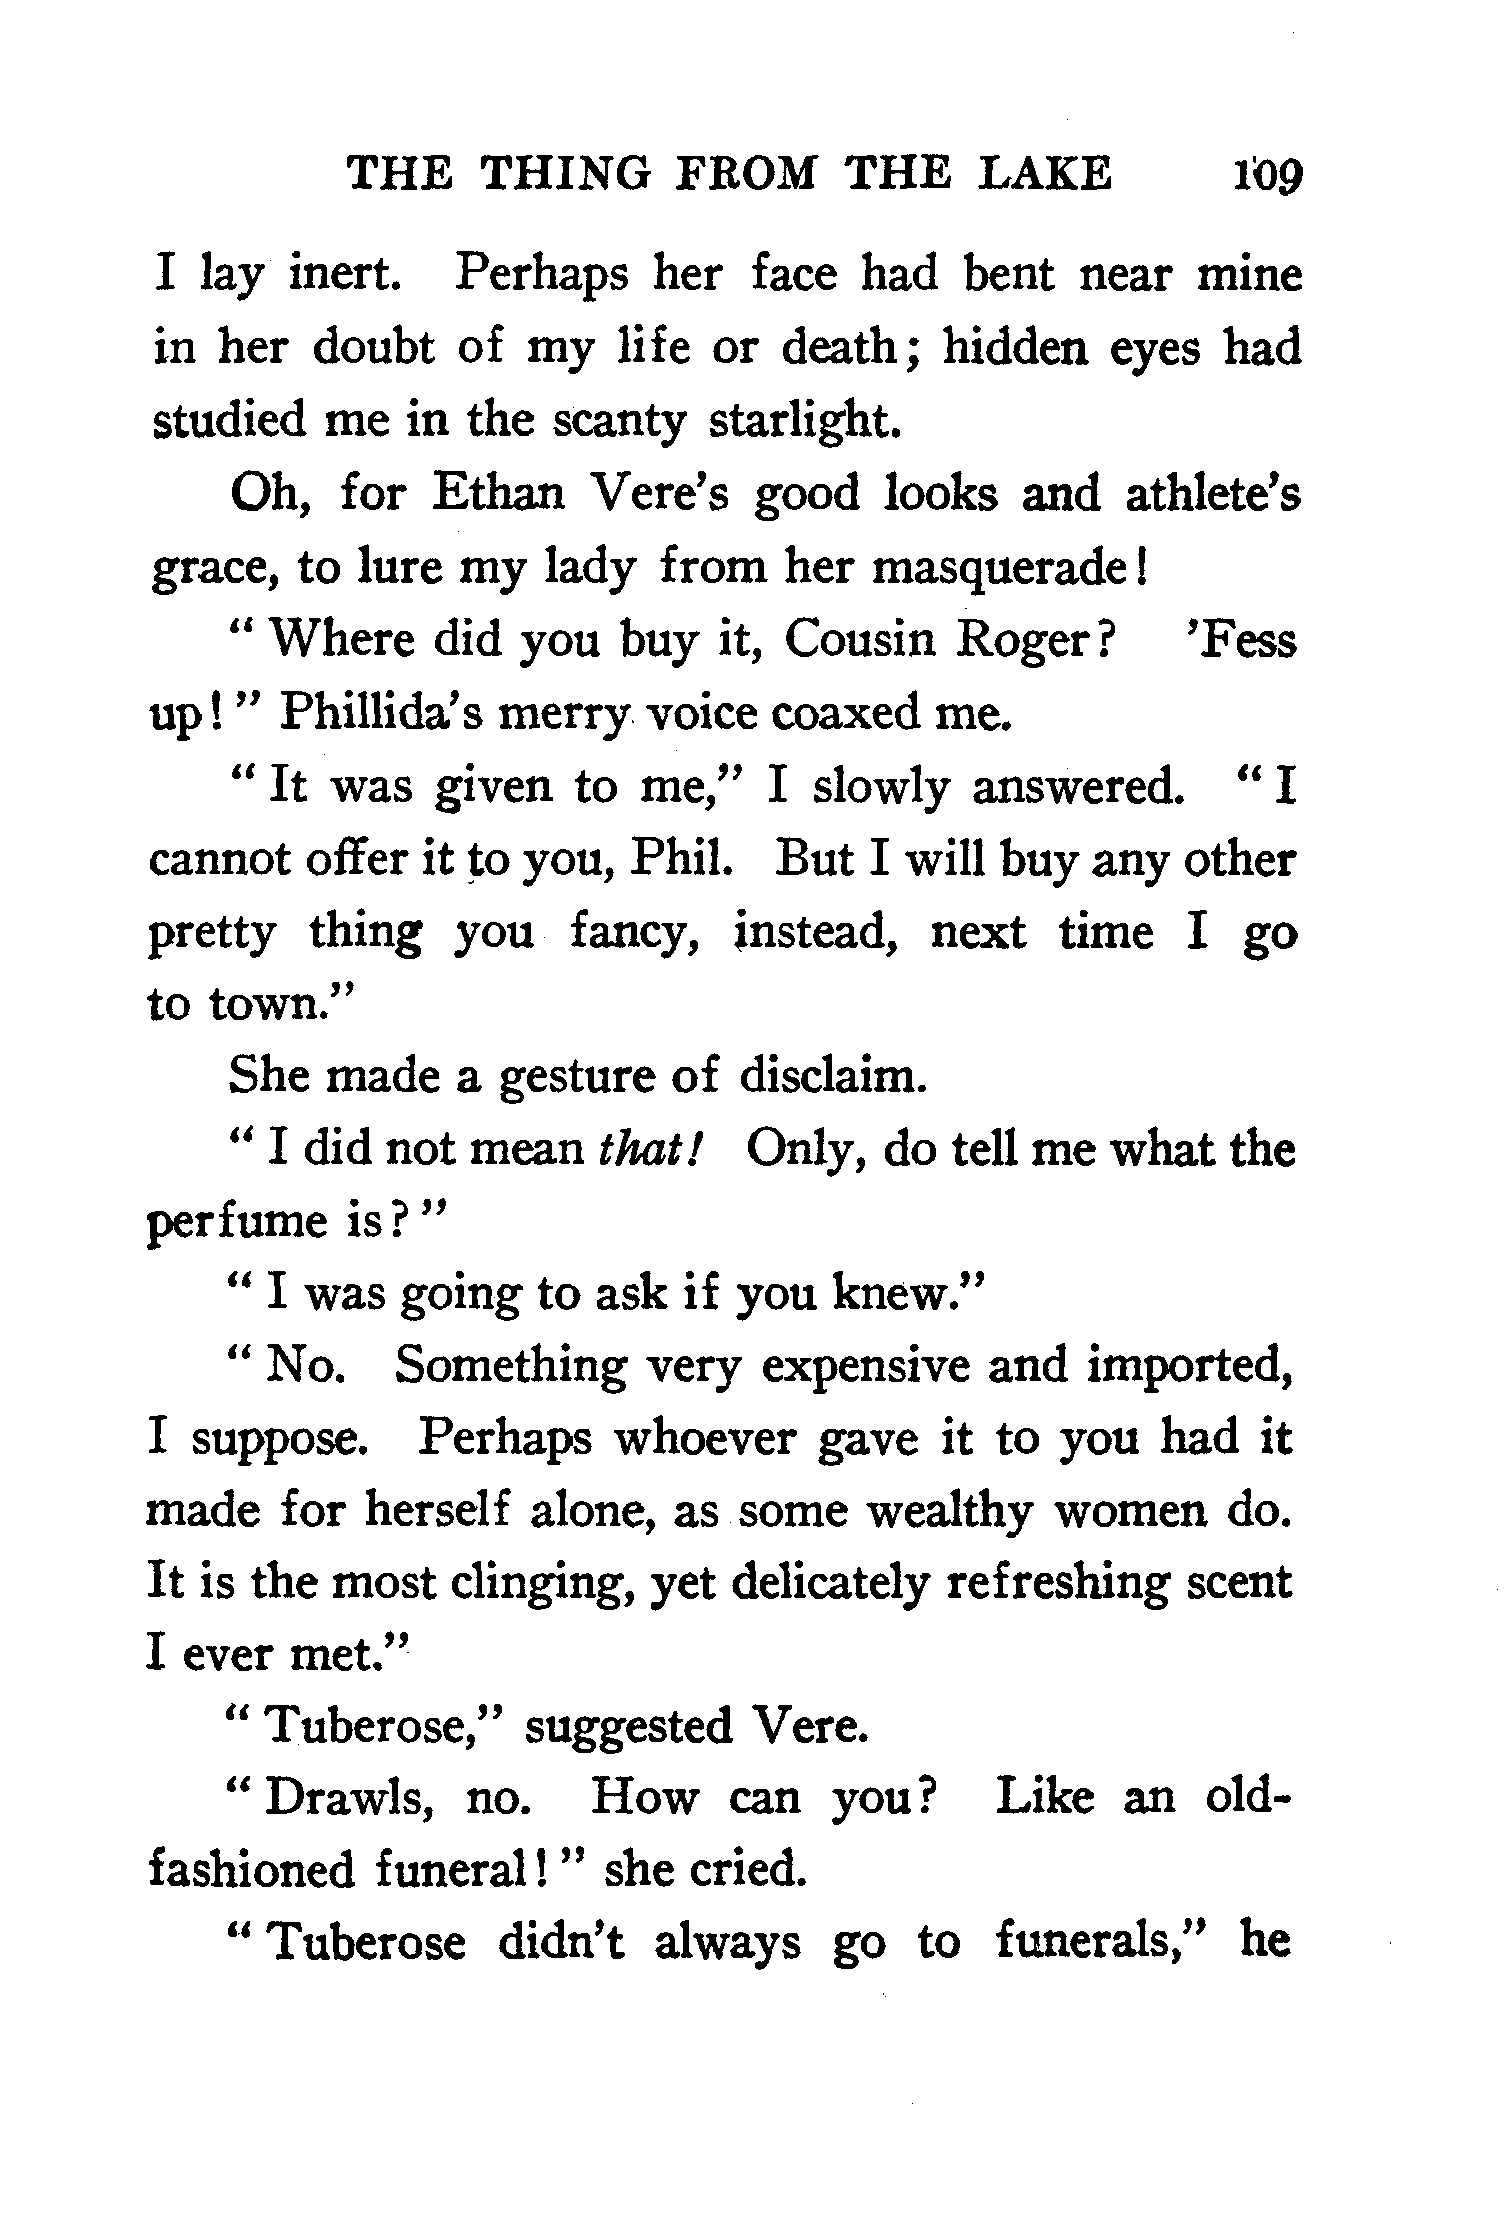 THE THING FROM THE LAKE 109
I lay inert. Perhaps her face had bent near mine
in her doubt of my life or death; hidden eyes had
studied me in the scanty starlight.
Oh, for Ethan Vere's good looks and athlete's
grace, to lure my lady from her masquerade!
“ Where did you buy it, Cousin Roger? ’Fess
up! ” Phillida's merry voice coaxed me.
“ It was given to me,” I slowly answered. “ I
cannot offer it to you, Phil. But I will buy any other
pretty thing you fancy, instead, next time I go
to town.”
She made a gesture of disclaim.
“ I did not mean that! Only, do tell me what the
perfume is? ”
“ I was going to ask if you knew.”
“ No. Something very expensive and imported,
I suppose. Perhaps whoever gave it to you had it
made for herself alone, as some wealthy women do.
It is the most clinging, yet delicately refreshing scent
I ever met.”
“ Tuberose,” suggested Vere.
“ Drawls, no. How can you? Like an old-
fashioned funeral! ” she cried.
“ Tuberose didn't always go to funerals,” he